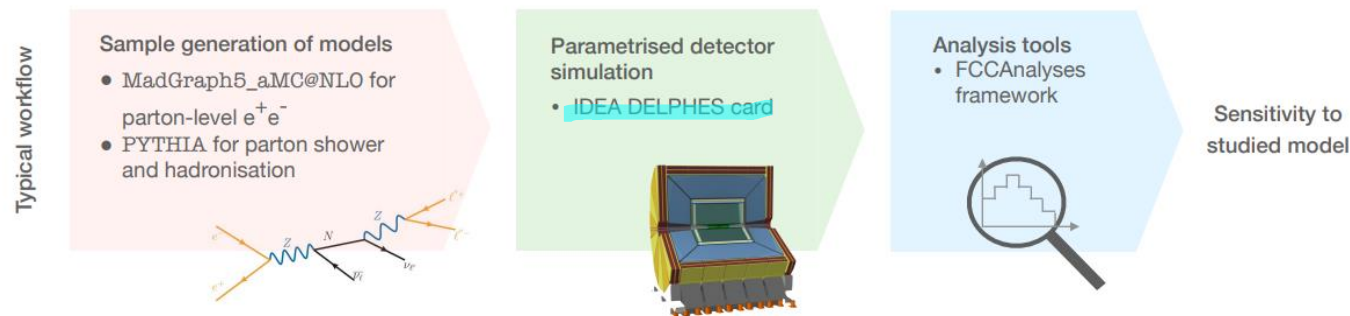 Typical workflow
Sample generation of models
● MadGraph5_aMC@NLO for
parton-level e⁺e⁻
● PYTHIA for parton shower
and hadronisation
Z
N
Z
Parametrised detector
simulation
• IDEA DELPHES card
Analysis tools
• FCCAnalyses
framework
Sensitivity to
studied model